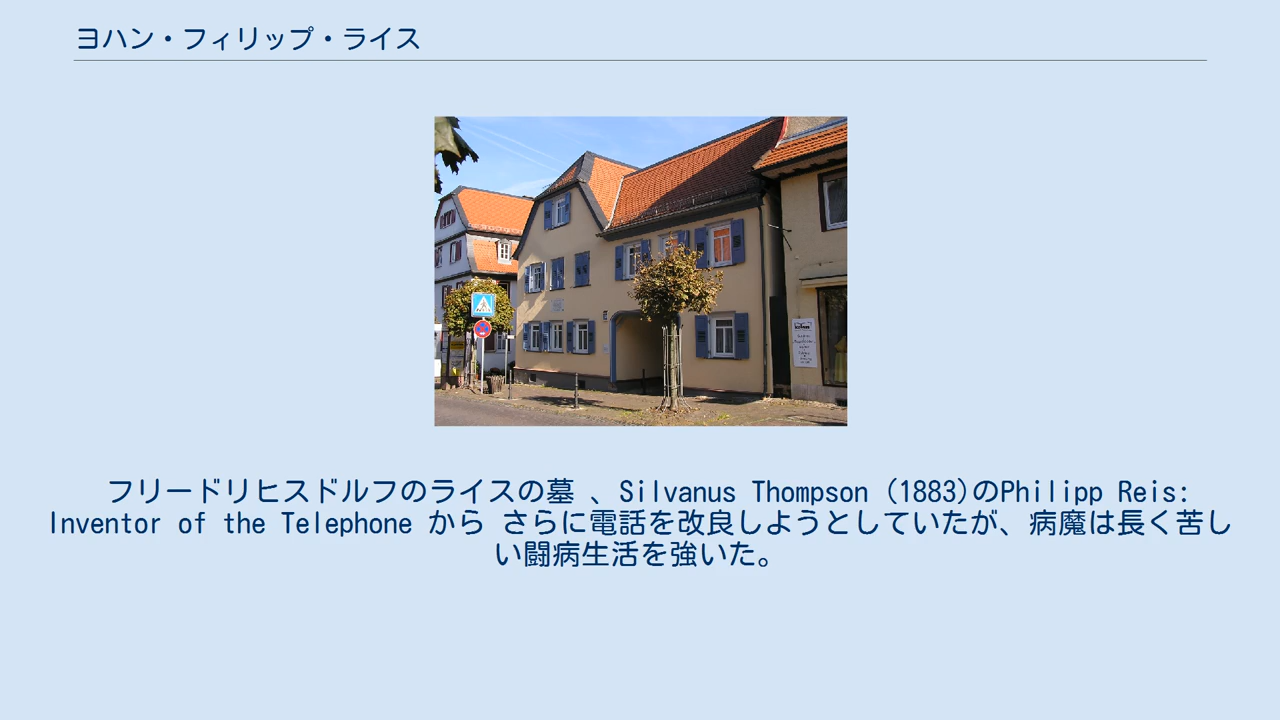 ヨハン・フィリップ・ライス
フリードリヒスドルフのライスの墓 、Silvanus Thompson (1883)のPhilipp Reis:
Inventor of the Telephone から さらに電話を改良しようとしていたが、病魔は長く苦し
い闘病生活を強いた。